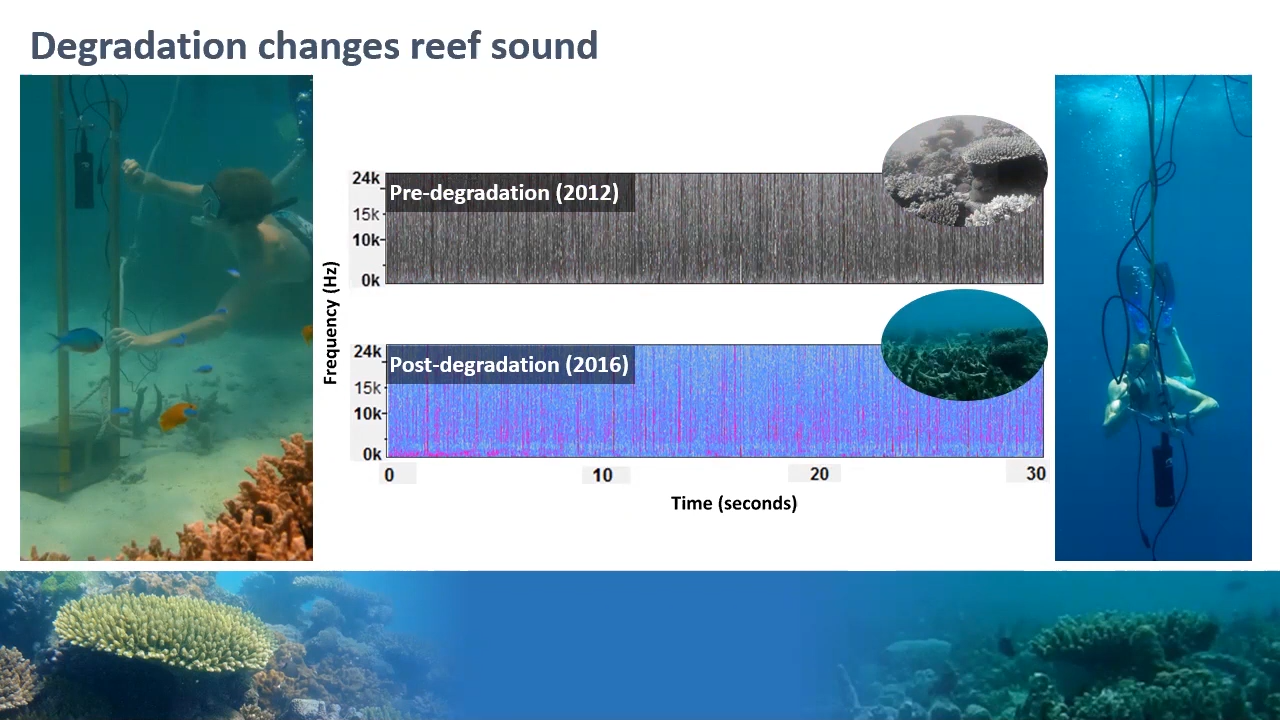 Degradation changes reef sound
Frequency (Hz)
24k
Pre-degradation (2012)
15k
10k
0k
24k
Post-degradation (2016)
15k
10k
0k
0
10
20
30
Time (seconds)